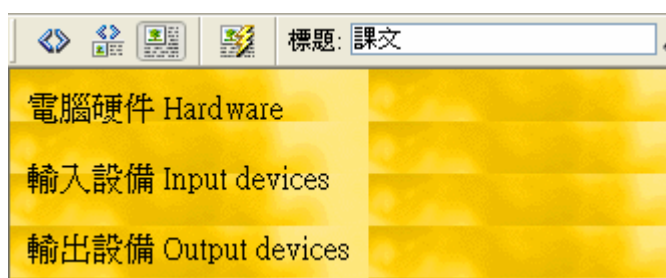 標題: 課文
電腦硬件 Hardware
輸入設備 Input devices
輸出設備 Output devices